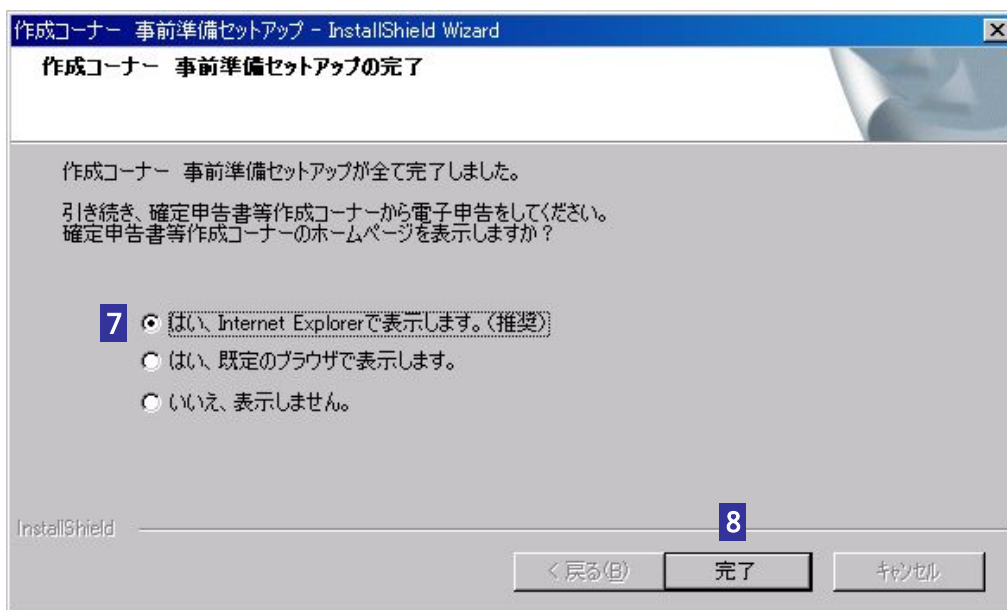 作成コーナー 事前準備セットアップ - InstallShield Wizard
作成コーナー 事前準備セットアップの完了
作成コーナー 事前準備セットアップが全て完了しました。
引き続き、確定申告書等作成コーナーから電子申告をしてください。
確定申告書等作成コーナーのホームページを表示しますか？
7 はい、Internet Explorerで表示します。（推奨）
はい、既定のブラウザで表示します。
いいえ、表示しません。
InstallShield
8
< 戻る(B) 完了 キャンセル